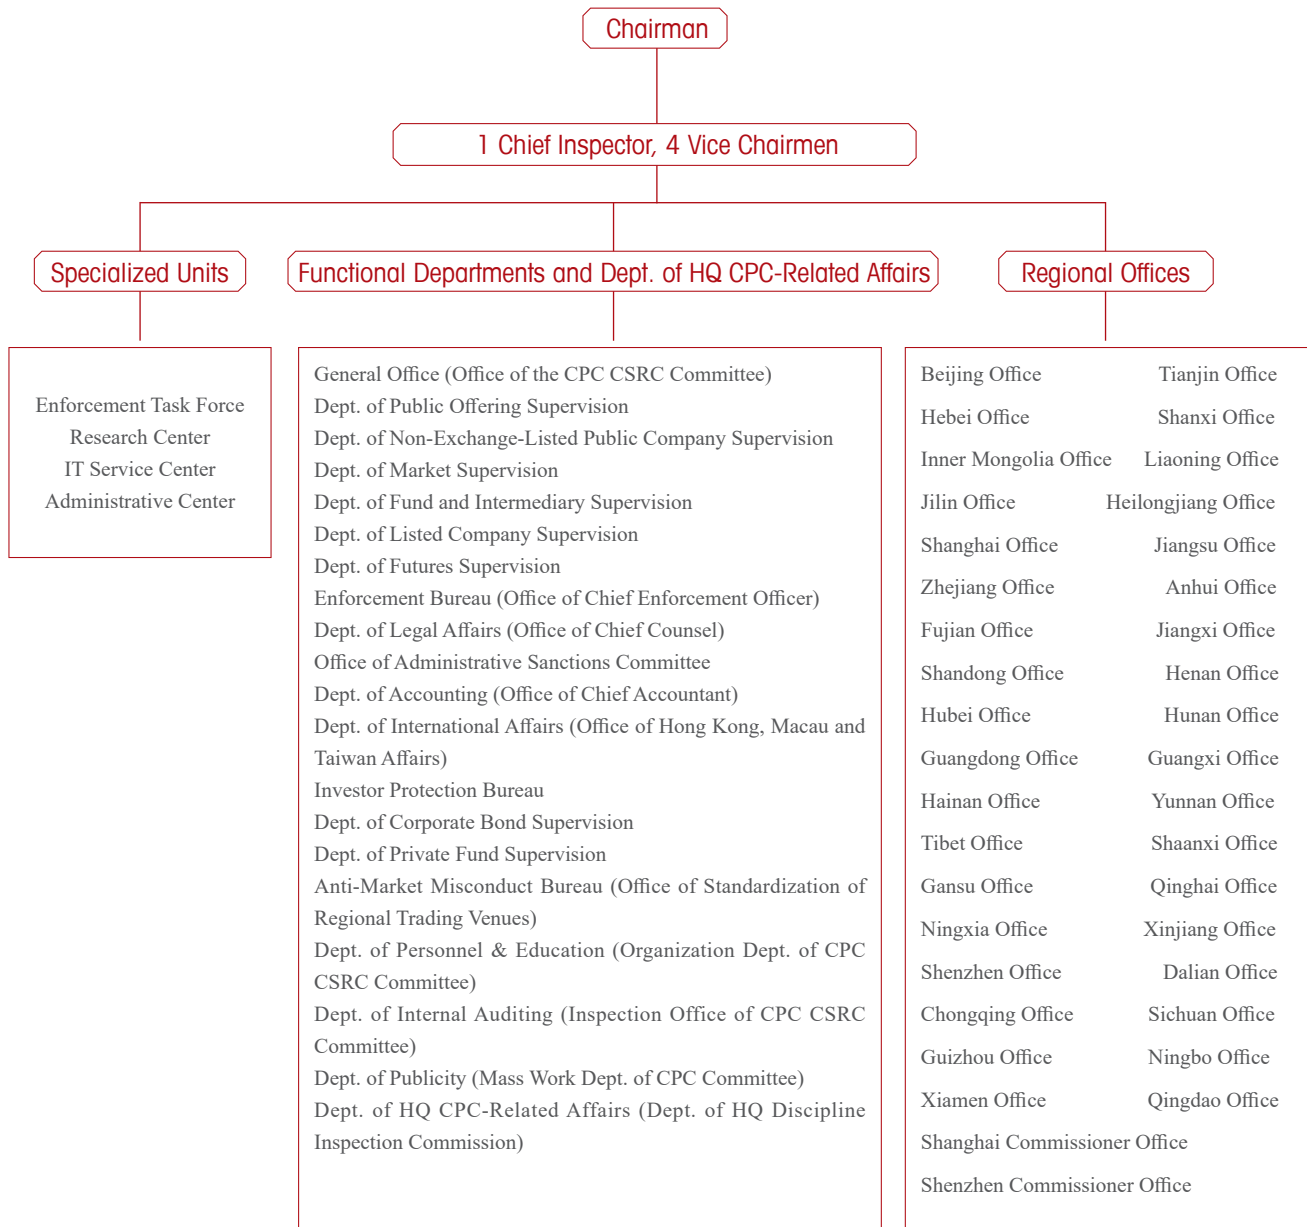 Chairman
1 Chief Inspector, 4 Vice Chairmen
Specialized Units
Functional Departments and Dept. of HQ CPC-Related Affairs
Regional Offices
Enforcement Task Force
Research Center
IT Service Center
Administrative Center
General Office (Office of the CPC CSRC Committee)
Dept. of Public Offering Supervision
Dept. of Non-Exchange-Listed Public Company Supervision
Dept. of Market Supervision
Dept. of Fund and Intermediary Supervision
Dept. of Listed Company Supervision
Dept. of Futures Supervision
Enforcement Bureau (Office of Chief Enforcement Officer)
Dept. of Legal Affairs (Office of Chief Counsel)
Office of Administrative Sanctions Committee
Dept. of Accounting (Office of Chief Accountant)
Dept. of International Affairs (Office of Hong Kong, Macau and
Taiwan Affairs)
Investor Protection Bureau
Dept. of Corporate Bond Supervision
Dept. of Private Fund Supervision
Anti-Market Misconduct Bureau (Office of Standardization of
Regional Trading Venues)
Dept. of Personnel & Education (Organization Dept. of CPC
CSRC Committee)
Dept. of Internal Auditing (Inspection Office of CPC CSRC
Committee)
Dept. of Publicity (Mass Work Dept. of CPC Committee)
Dept. of HQ CPC-Related Affairs (Dept. of HQ Discipline
Inspection Commission)
Beijing Office Tianjin Office
Hebei Office Shanxi Office
Inner Mongolia Office Liaoning Office
Jilin Office Heilongjiang Office
Shanghai Office Jiangsu Office
Zhejiang Office Anhui Office
Fujian Office Jiangxi Office
Shandong Office Henan Office
Hubei Office Hunan Office
Guangdong Office Guangxi Office
Hainan Office Yunnan Office
Tibet Office Shaanxi Office
Gansu Office Qinghai Office
Ningxia Office Xinjiang Office
Shenzhen Office Dalian Office
Chongqing Office Sichuan Office
Guizhou Office Ningbo Office
Xiamen Office Qingdao Office
Shanghai Commissioner Office
Shenzhen Commissioner Office